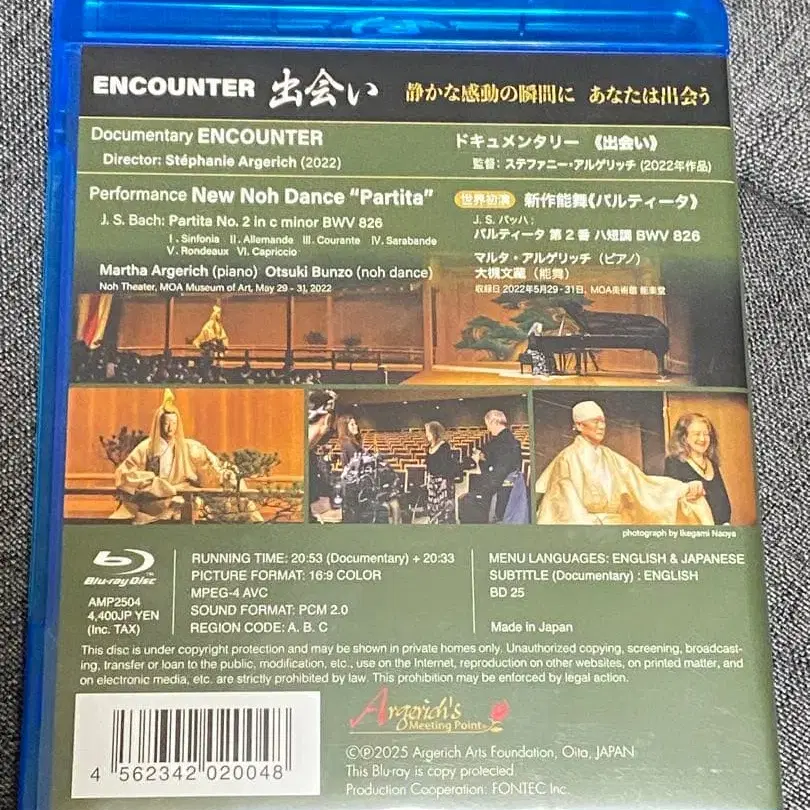 ENCOUNTER 出会い 静かな感動の瞬間に あなたは出会う
Documentary ENCOUNTER
Director: Stéphanie Argerich (2022)
ドキュメンタリー 《出会い》
監督：ステファニー・アルゲリッチ (2022年作品)
Performance New Noh Dance “Partita”
J. S. Bach: Partita No. 2 in c minor BWV 826
I. Sinfonia II. Allemande III. Courante IV. Sarabande
V. Rondeaux VI. Capriccio
Martha Argerich (piano) Otsuki Bunzo (noh dance)
Noh Theater, MOA Museum of Art, May 29 - 31, 2022
世界初演 新作能舞《パルティータ》
J. S. バッハ：
パルティータ 第2番 ハ短調 BWV 826
マルタ・アルゲリッチ（ピアノ）
大槻文藏（能舞）
収録日 2022年5月29-31日、MOA美術館 能楽堂
photograph by Ikegami Naoya
Blu-ray Disc
AMP2504
4,400JP YEN
(Inc. TAX)
RUNNING TIME: 20:53 (Documentary) + 20:33
PICTURE FORMAT: 16:9 COLOR
MPEG-4 AVC
SOUND FORMAT: PCM 2.0
REGION CODE: A. B. C
MENU LANGUAGES: ENGLISH & JAPANESE
SUBTITLE (Documentary) : ENGLISH
BD 25
Made in Japan
This disc is under copyright protection and may be shown in private homes only. Unauthorized copying, screening, broadcast-
ing, transfer or loan to the public, modification, etc., use on the Internet, reproduction on other websites, on printed matter, and
on electronic media, etc. are strictly prohibited by law. This prohibition may be enforced by legal action.
4 562342 020048
Argerich's
Meeting Point
ⒸⓅ2025 Argerich Arts Foundation, Oita, JAPAN
This Blu-ray is copy protected.
Production Cooperation: FONTEC Inc.